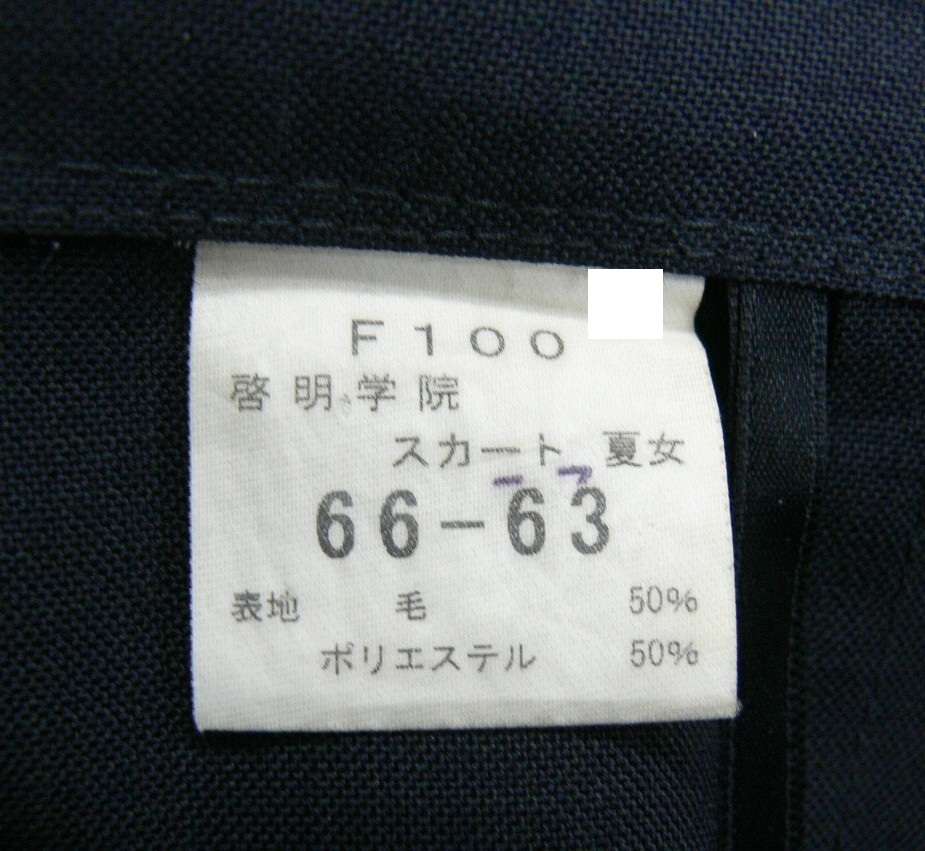 F100
啓明学院
スカート 夏女
66-63
表地 毛 50%
ポリエステル 50%